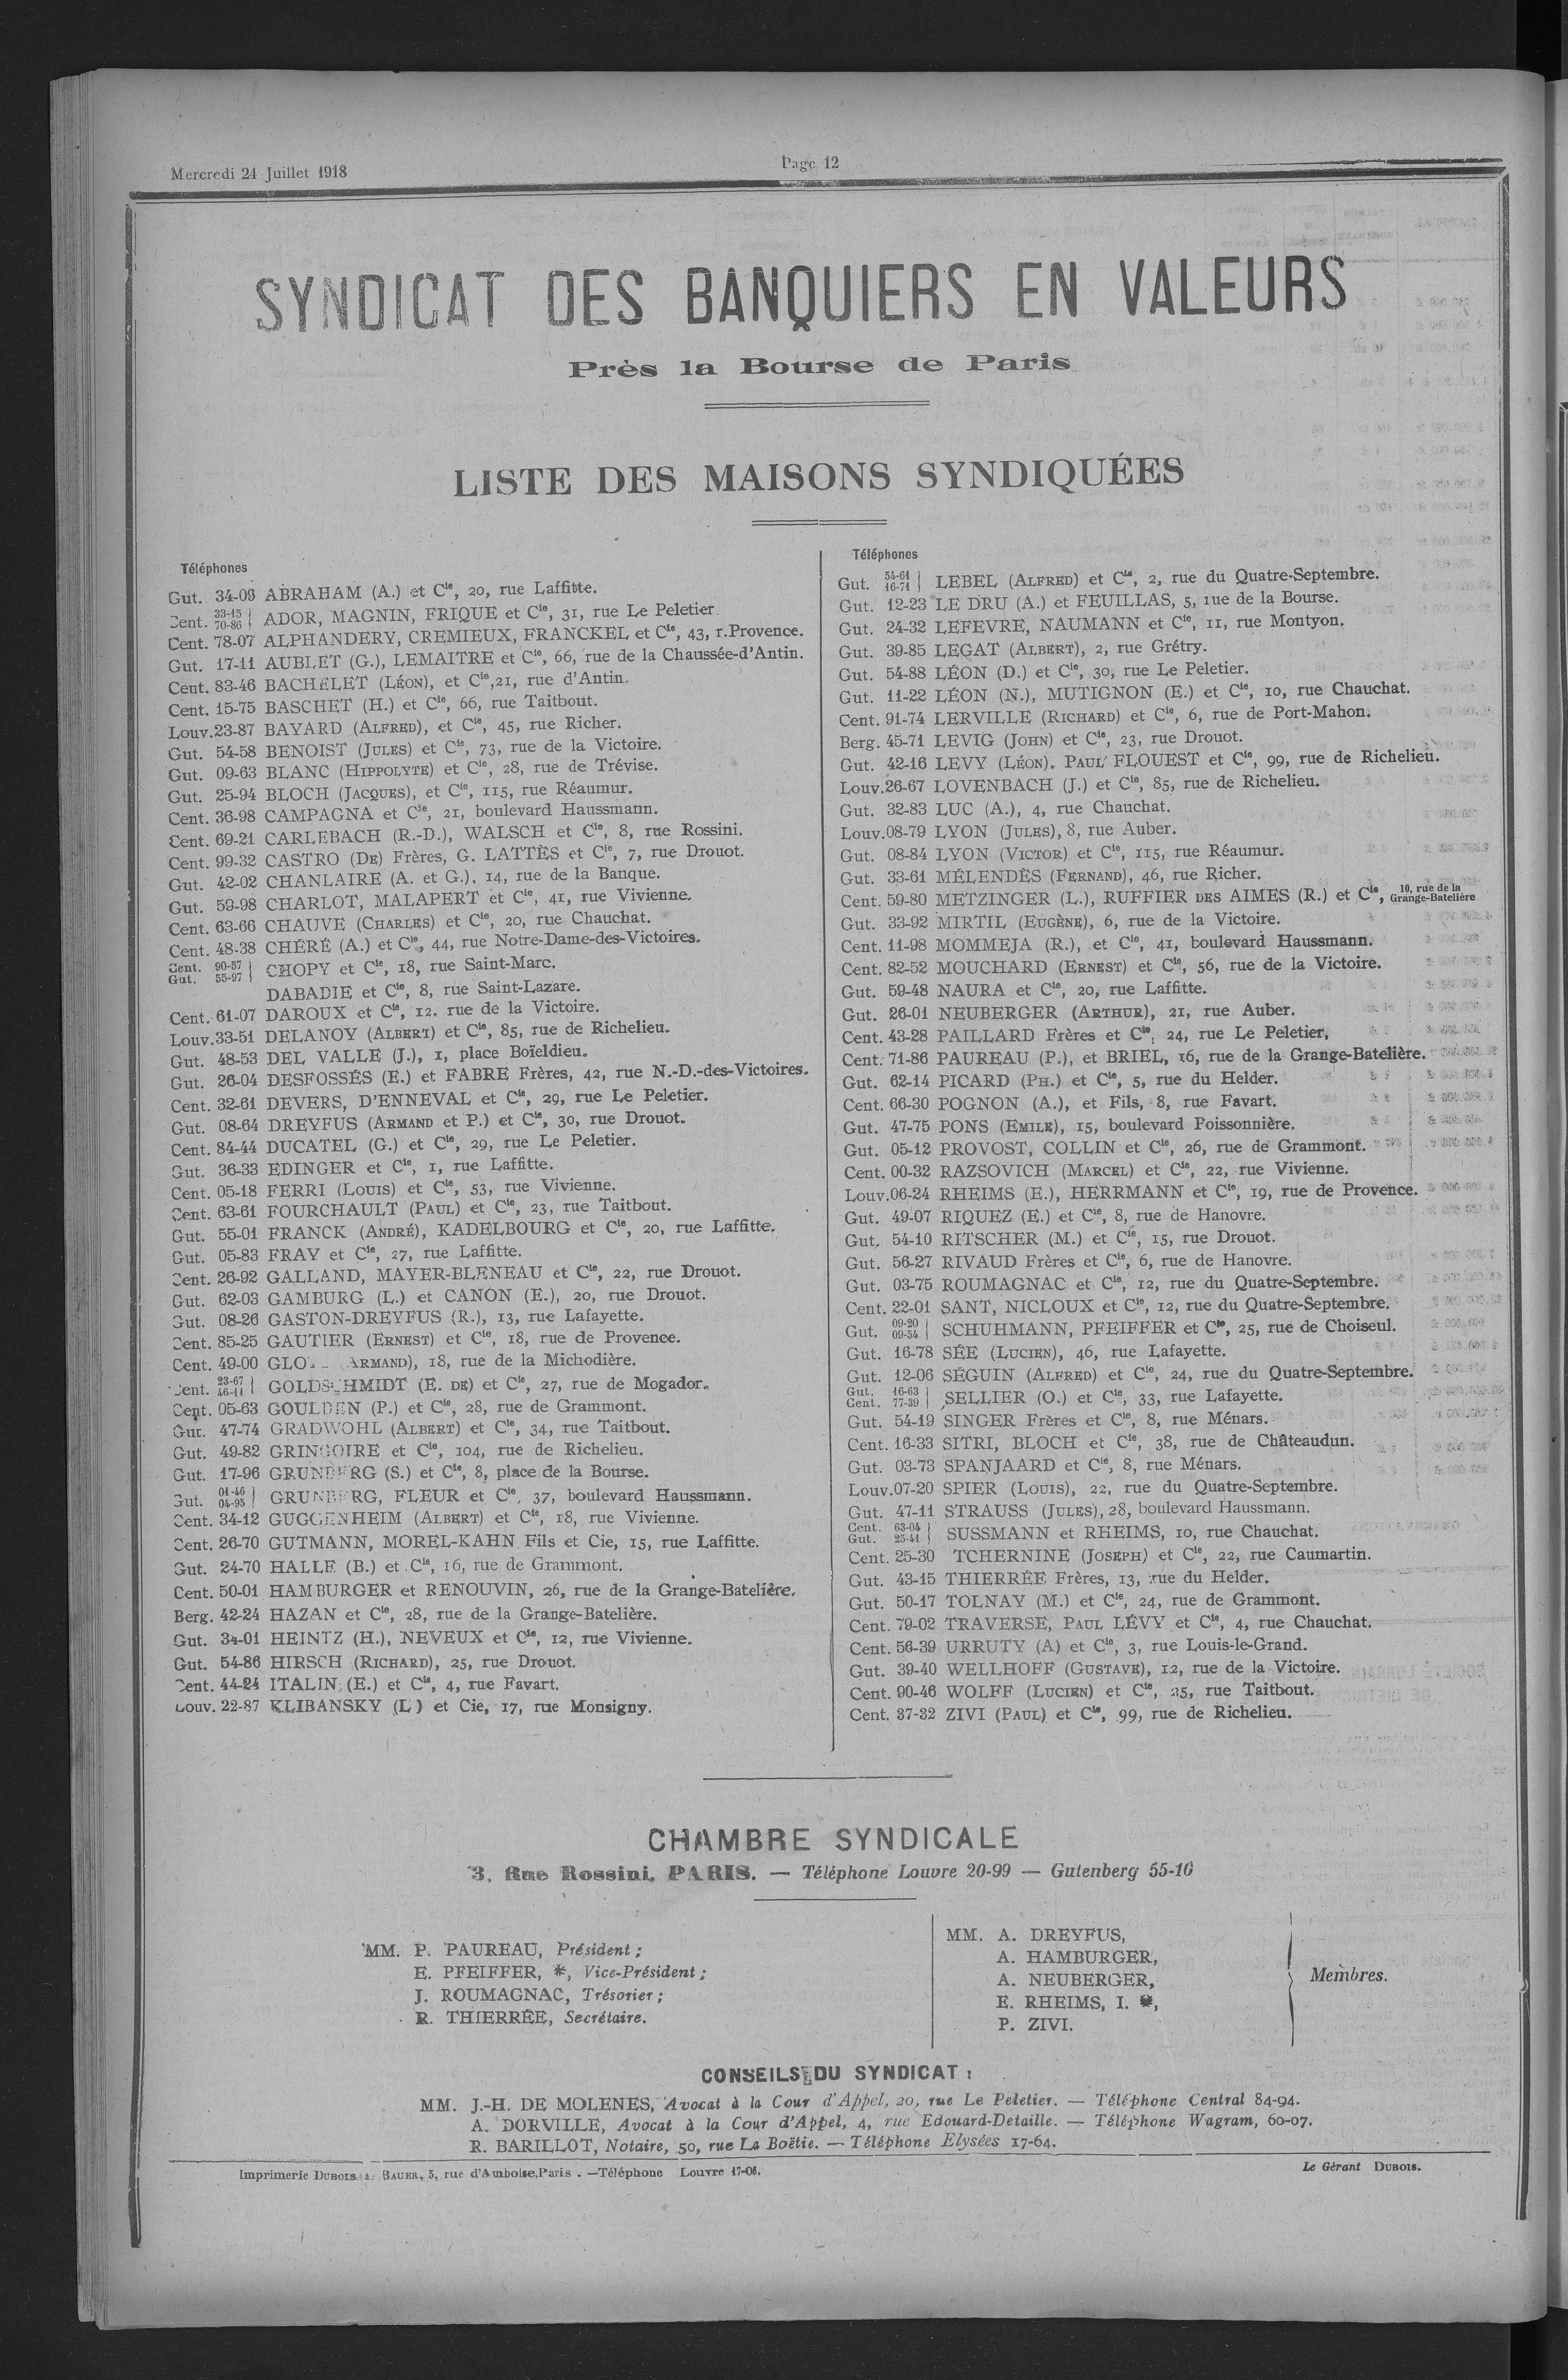 Mercredi 24 Juillet 1918
Page 12
SYNDICAT DES BANQUIERS EN VALEURS
Près la Bourse de Paris
LISTE DES MAISONS SYNDIQUÉES
Téléphones
Gut. 34-09 ABRAHAM (A.) et Cie, 20, rue Laffitte.
Cent. 33-15 70-86 } ADOR, MAGNIN, FRIQUE et Cie, 31, rue Le Peletier.
Cent. 78-07 ALPHANDERY, CREMIEUX, FRANCKEL et Cie, 43, r.Provence.
Gut. 17-11 AUBLET (G.), LEMAITRE et Cie, 66, rue de la Chaussée-d'Antin.
Cent. 83-46 BACHELET (LÉON), et Cie,21, rue d'Antin.
Cent. 15-75 BASCHET (H.) et Cie, 66, rue Taitbout.
Louv.23-87 BAYARD (ALFRED), et Cie, 45, rue Richer.
Gut. 54-58 BENOIST (JULES) et Cie, 73, rue de la Victoire.
Gut. 09-63 BLANC (HIPPOLYTE) et Cie, 28, rue de Trévise.
Gut. 25-94 BLOCH (JACQUES), et Cie, 115, rue Réaumur.
Cent. 36-98 CAMPAGNA et Cie, 21, boulevard Haussmann.
Cent. 69-21 CARLEBACH (R.-D.), WALSCH et Cie, 8, rue Rossini.
Cent. 99-32 CASTRO (DE) Frères, G. LATTÈS et Cie, 7, rue Drouot.
Gut. 42-02 CHANLAIRE (A. et G.), 14, rue de la Banque.
Gut. 59-98 CHARLOT, MALAPERT et Cie, 41, rue Vivienne.
Cent. 63-66 CHAUVE (CHARLES) et Cie, 20, rue Chauchat.
Cent. 48-38 CHÉRÉ (A.) et Cie, 44, rue Notre-Dame-des-Victoires.
Cent. 90-57 Gut. 55-97 } CHOPY et Cie, 18, rue Saint-Marc.
DABADIE et Cie, 8, rue Saint-Lazare.
Cent. 61-07 DAROUX et Cie, 12, rue de la Victoire.
Louv.33-51 DELANOY (ALBERT) et Cie, 85, rue de Richelieu.
Gut. 48-53 DEL VALLE (J.), 1, place Boïeldieu.
Gut. 26-04 DESFOSSÉS (E.) et FABRE Frères, 42, rue N.-D.-des-Victoires.
Cent. 32-61 DEVERS, D'ENNEVAL et Cie, 29, rue Le Peletier.
Gut. 08-64 DREYFUS (ARMAND et P.) et Cie, 30, rue Drouot.
Cent. 84-44 DUCATEL (G.) et Cie, 29, rue Le Peletier.
Gut. 36-33 EDINGER et Cie, 1, rue Laffitte.
Cent. 05-18 FERRI (LOUIS) et Cie, 53, rue Vivienne.
Cent. 63-61 FOURCHAULT (PAUL) et Cie, 23, rue Taitbout.
Gut. 55-01 FRANCK (ANDRÉ), KADELBOURG et Cie, 20, rue Laffitte.
Gut. 05-83 FRAY et Cie, 27, rue Laffitte.
Cent. 26-92 GALLAND, MAYER-BLENEAU et Cie, 22, rue Drouot.
Gut. 62-03 GAMBURG (L.) et CANON (E.), 20, rue Drouot.
Gut. 08-26 GASTON-DREYFUS (R.), 13, rue Lafayette.
Cent. 85-25 GAUTIER (ERNEST) et Cie, 18, rue de Provence.
Cent. 49-00 (ARMAND), 18, rue de la Michodière.
Cent. 23-67 46-11 } GOLDSCHMIDT (E. DE) et Cie, 27, rue de Mogador.
Cent. 05-63 GOULDEN (P.) et Cie, 28, rue de Grammont.
Gut. 47-74 GRADWOHL (ALBERT) et Cie, 34, rue Taitbout.
Gut. 49-82 GRINGOIRE et Cie, 104, rue de Richelieu.
Gut. 17-96 GRUNBERG (S.) et Cie, 8, place de la Bourse.
Gut. 01-46 04-95 } GRUNBERG, FLEUR et Cie, 37, boulevard Haussmann.
Cent. 34-12 GUGGENHEIM (ALBERT) et Cie, 18, rue Vivienne.
Cent. 26-70 GUTMANN, MOREL-KAHN Fils et Cie, 15, rue Laffitte.
Gut. 24-70 HALLE (B.) et Cie, 16, rue de Grammont.
Cent. 50-01 HAMBURGER et RENOUVIN, 26, rue de la Grange-Batelière.
Berg. 42-24 HAZAN et Cie, 28, rue de la Grange-Batelière.
Gut. 34-01 HEINTZ (H.), NEVEUX et Cie, 12, rue Vivienne.
Gut. 54-86 HIRSCH (RICHARD), 25, rue Drouot.
Cent. 44-24 ITALIN (E.) et Cie, 4, rue Favart.
Louv. 22-87 KLIBANSKY (L) et Cie, 17, rue Monsigny.
Téléphones
Gut. 54-61 16-71 } LEBEL (ALFRED) et Cie, 2, rue du Quatre-Septembre.
Gut. 12-23 LE DRU (A.) et FEUILLAS, 5, rue de la Bourse.
Gut. 24-32 LEFEVRE, NAUMANN et Cie, 11, rue Montyon.
Gut. 39-85 LEGAT (ALBERT), 2, rue Grétry.
Gut. 54-88 LÉON (D.) et Cie, 30, rue Le Peletier.
Gut. 11-22 LÉON (N.), MUTIGNON (E.) et Cie, 10, rue Chauchat.
Cent. 91-74 LERVILLE (RICHARD) et Cie, 6, rue de Port-Mahon.
Berg. 45-71 LEVIG (JOHN) et Cie, 23, rue Drouot.
Gut. 42-16 LEVY (LÉON), PAUL FLOUEST et Cie, 99, rue de Richelieu.
Louv.26-67 LOVENBACH (J.) et Cie, 85, rue de Richelieu.
Gut. 32-83 LUC (A.), 4, rue Chauchat.
Louv.08-79 LYON (JULES), 8, rue Auber.
Gut. 08-84 LYON (VICTOR) et Cie, 115, rue Réaumur.
Gut. 33-61 MÉLENDÈS (FERNAND), 46, rue Richer.
Cent. 59-80 METZINGER (L.), RUFFIER DES AIMES (R.) et Cie, 10, rue de la Grange-Batelière
Gut. 33-92 MIRTIL (EUGÈNE), 6, rue de la Victoire.
Cent. 11-98 MOMMEJA (R.), et Cie, 41, boulevard Haussmann.
Cent. 82-52 MOUCHARD (ERNEST) et Cie, 56, rue de la Victoire.
Gut. 59-48 NAURA et Cie, 20, rue Laffitte.
Gut. 26-01 NEUBERGER (ARTHUR), 21, rue Auber.
Cent. 43-28 PAILLARD Frères et Cie, 24, rue Le Peletier.
Cent. 71-86 PAUREAU (P.), et BRIEL, 16, rue de la Grange-Batelière.
Gut. 62-14 PICARD (PH.) et Cie, 5, rue du Helder.
Cent. 66-30 POGNON (A.), et Fils, 8, rue Favart.
Gut. 47-75 PONS (EMILE), 15, boulevard Poissonnière.
Gut. 05-12 PROVOST, COLLIN et Cie, 26, rue de Grammont.
Cent. 00-32 RAZSOVICH (MARCEL) et Cie, 22, rue Vivienne.
Louv.06-24 RHEIMS (E.), HERRMANN et Cie, 19, rue de Provence.
Gut. 49-07 RIQUEZ (E.) et Cie, 8, rue de Hanovre.
Gut. 54-10 RITSCHER (M.) et Cie, 15, rue Drouot.
Gut. 56-27 RIVAUD Frères et Cie, 6, rue de Hanovre.
Gut. 03-75 ROUMAGNAC et Cie, 12, rue du Quatre-Septembre.
Cent. 22-01 SANT, NICLOUX et Cie, 12, rue du Quatre-Septembre.
Gut. 09-20 09-54 } SCHUHMANN, PFEIFFER et Cie, 25, rue de Choiseul.
Gut. 16-78 SÉE (LUCIEN), 46, rue Lafayette.
Gut. 12-06 SÉGUIN (ALFRED) et Cie, 24, rue du Quatre-Septembre.
Gut. 16-63 Cent. 77-39 } SELLIER (O.) et Cie, 33, rue Lafayette.
Gut. 54-19 SINGER Frères et Cie, 8, rue Ménars.
Cent. 16-33 SITRI, BLOCH et Cie, 38, rue de Châteaudun.
Gut. 03-73 SPANJAARD et Cie, 8, rue Ménars.
Louv.07-20 SPIER (LOUIS), 22, rue du Quatre-Septembre.
Gut. 47-11 STRAUSS (JULES), 28, boulevard Haussmann.
Cent. 63-04 Gut. 25-41 } SUSSMANN et RHEIMS, 10, rue Chauchat.
Cent. 25-30 TCHERNINE (JOSEPH) et Cie, 22, rue Caumartin.
Gut. 43-15 THIERRÉE Frères, 13, rue du Helder.
Gut. 50-17 TOLNAY (M.) et Cie, 24, rue de Grammont.
Cent. 79-02 TRAVERSE, PAUL LÉVY et Cie, 4, rue Chauchat.
Cent. 56-39 URRUTY (A) et Cie, 3, rue Louis-le-Grand.
Gut. 39-40 WELLHOFF (GUSTAVE), 12, rue de la Victoire.
Cent. 90-46 WOLFF (LUCIEN) et Cie, 25, rue Taitbout.
Cent. 37-32 ZIVI (PAUL) et Cie, 99, rue de Richelieu.
CHAMBRE SYNDICALE
3, Rue Rossini, PARIS. — Téléphone Louvre 20-99 — Gutenberg 55-10
MM. P. PAUREAU, Président ;
E. PFEIFFER, *, Vice-Président ;
J. ROUMAGNAC, Trésorier ;
R. THIERRÉE, Secrétaire.
MM. A. DREYFUS,
A. HAMBURGER,
A. NEUBERGER,
E. RHEIMS, I. *,
P. ZIVI.
Membres.
CONSEILS DU SYNDICAT :
MM. J.-H. DE MOLENES, Avocat à la Cour d'Appel, 20, rue Le Peletier. — Téléphone Central 84-94.
A. DORVILLE, Avocat à la Cour d'Appel, 4, rue Edouard-Detaille. — Téléphone Wagram, 60-07.
R. BARILLOT, Notaire, 50, rue La Boëtie. — Téléphone Elysées 17-64.
Imprimerie DUBOIS & BAUER, 5, rue d'Amboise, Paris. — Téléphone Louvre 17-06.
Le Gérant DUBOIS.